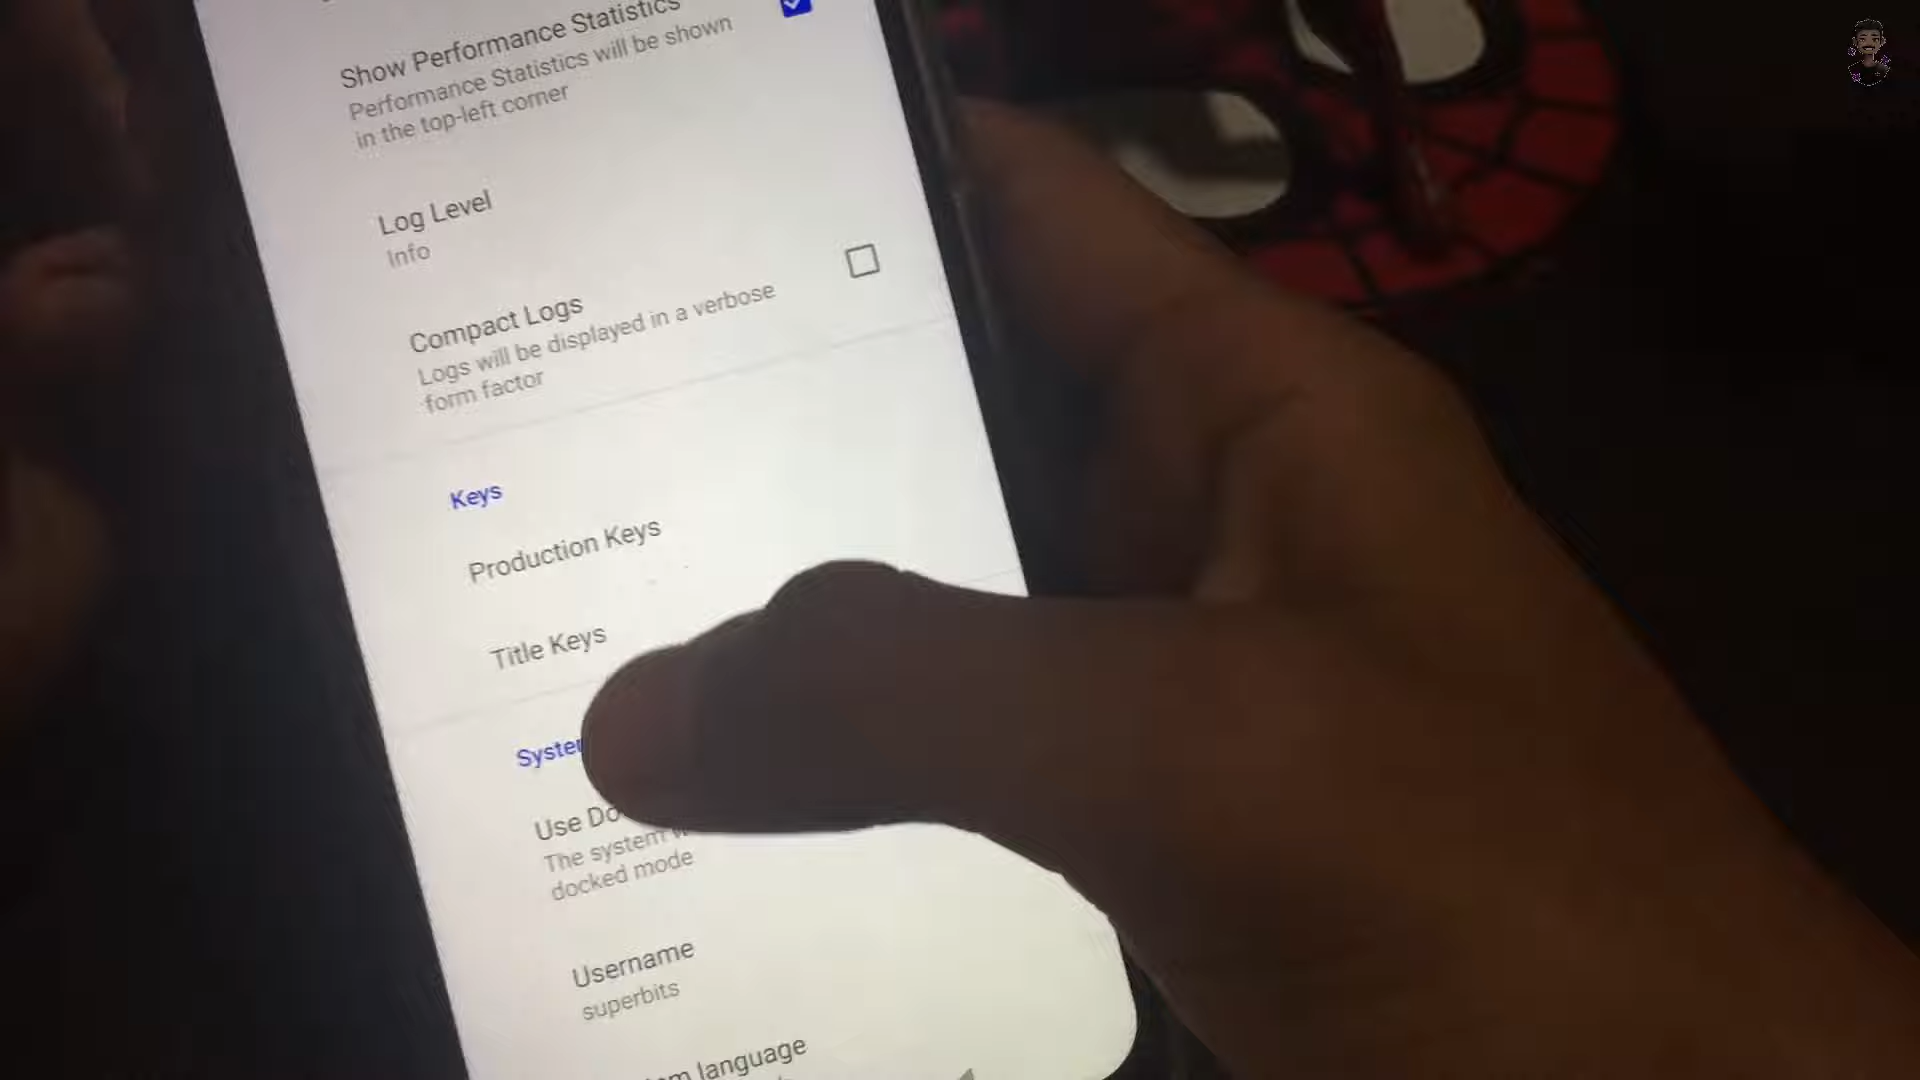 Show Performance Statistics
Performance Statistics will be shown
in the top-left corner
Log Level
Info
Compact Logs
Logs will be displayed in a verbose
form factor
Keys
Production Keys
Title Keys
Use
The system
docked mode
Username
superbits
language